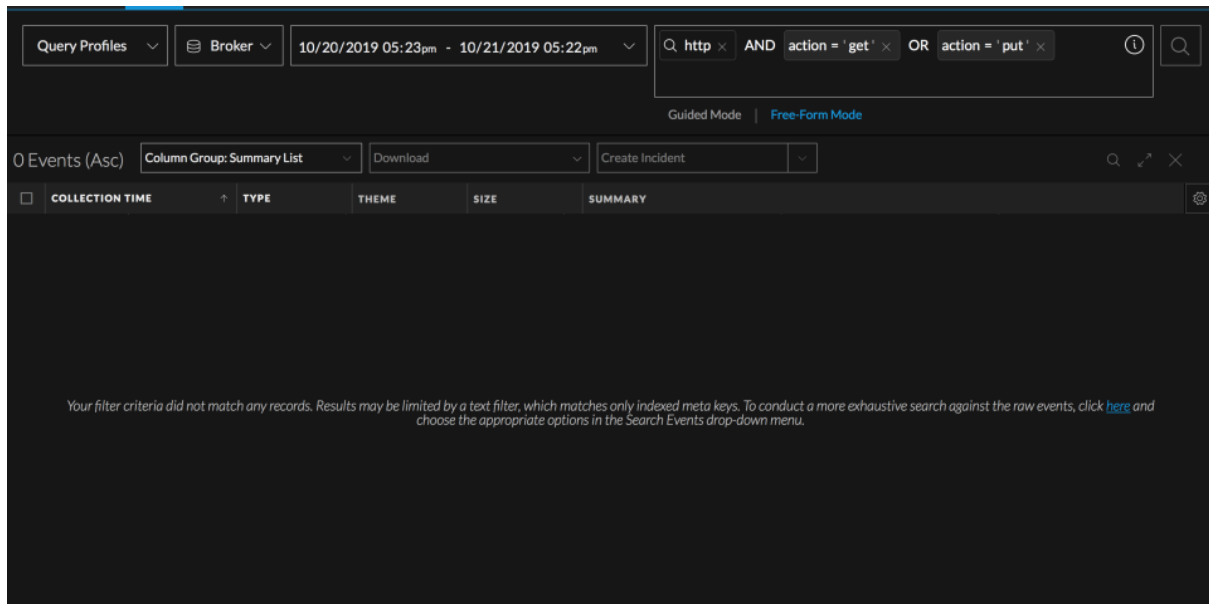 Query Profiles Broker 10/20/2019 05:23pm - 10/21/2019 05:22pm http × AND action = 'get' × OR action = 'put' ×
Guided Mode | Free-Form Mode
0 Events (Asc) Column Group: Summary List Download Create Incident
COLLECTION TIME TYPE THEME SIZE SUMMARY
Your filter criteria did not match any records. Results may be limited by a text filter, which matches only indexed meta keys. To conduct a more exhaustive search against the raw events, click here and
choose the appropriate options in the Search Events drop-down menu.